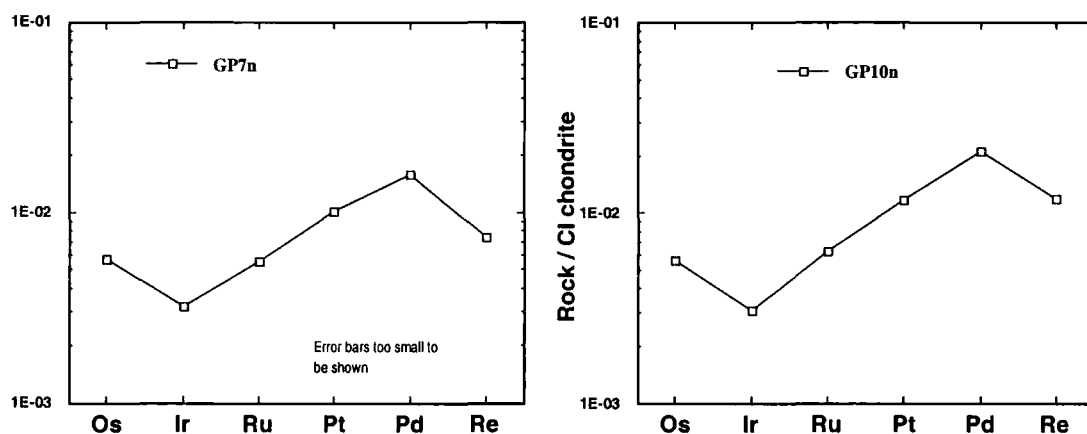 1E-01
GP7n
1E-02
Error bars too small to
be shown
1E-03
Os Ir Ru Pt Pd Re
Rock / CI chondrite
1E-01
GP10n
1E-02
1E-03
Os Ir Ru Pt Pd Re